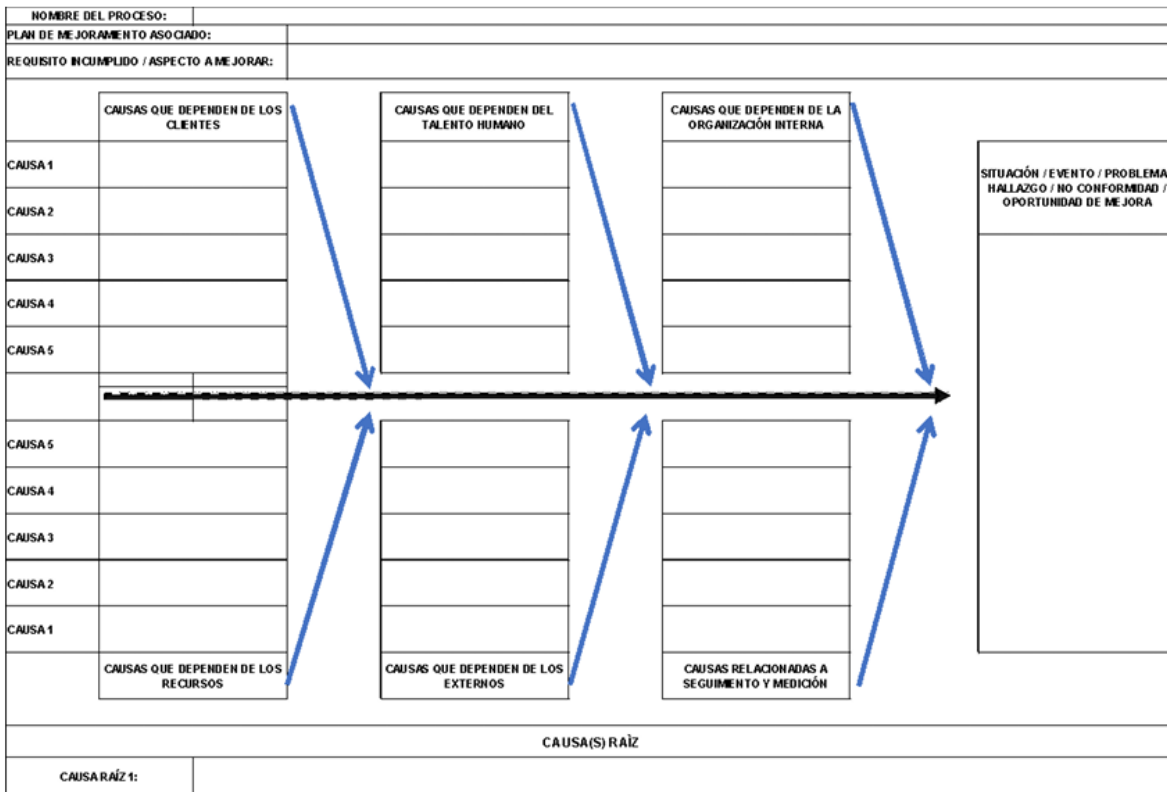 NOMBRE DEL PROCESO:
PLAN DE MEJORAMIENTO ASOCIADO:
REQUISITO INCUMPLIDO / ASPECTO A MEJORAR:
CAUSAS QUE DEPENDEN DE LOS
CLIENTES
CAUSAS QUE DEPENDEN DEL
TALENTO HUMANO
CAUSAS QUE DEPENDEN DE LA
ORGANIZACIÓN INTERNA
SITUACIÓN / EVENTO / PROBLEMA
HALLAZGO / NO CONFORMIDAD /
OPORTUNIDAD DE MEJORA
CAUSA 1
CAUSA 2
CAUSA 3
CAUSA 4
CAUSA 5
CAUSA 5
CAUSA 4
CAUSA 3
CAUSA 2
CAUSA 1
CAUSAS QUE DEPENDEN DE LOS
RECURSOS
CAUSAS QUE DEPENDEN DE LOS
EXTERNOS
CAUSAS RELACIONADAS A
SEGUIMIENTO Y MEDICIÓN
CAUSA(S) RAÌZ
CAUSA RAÍZ 1: